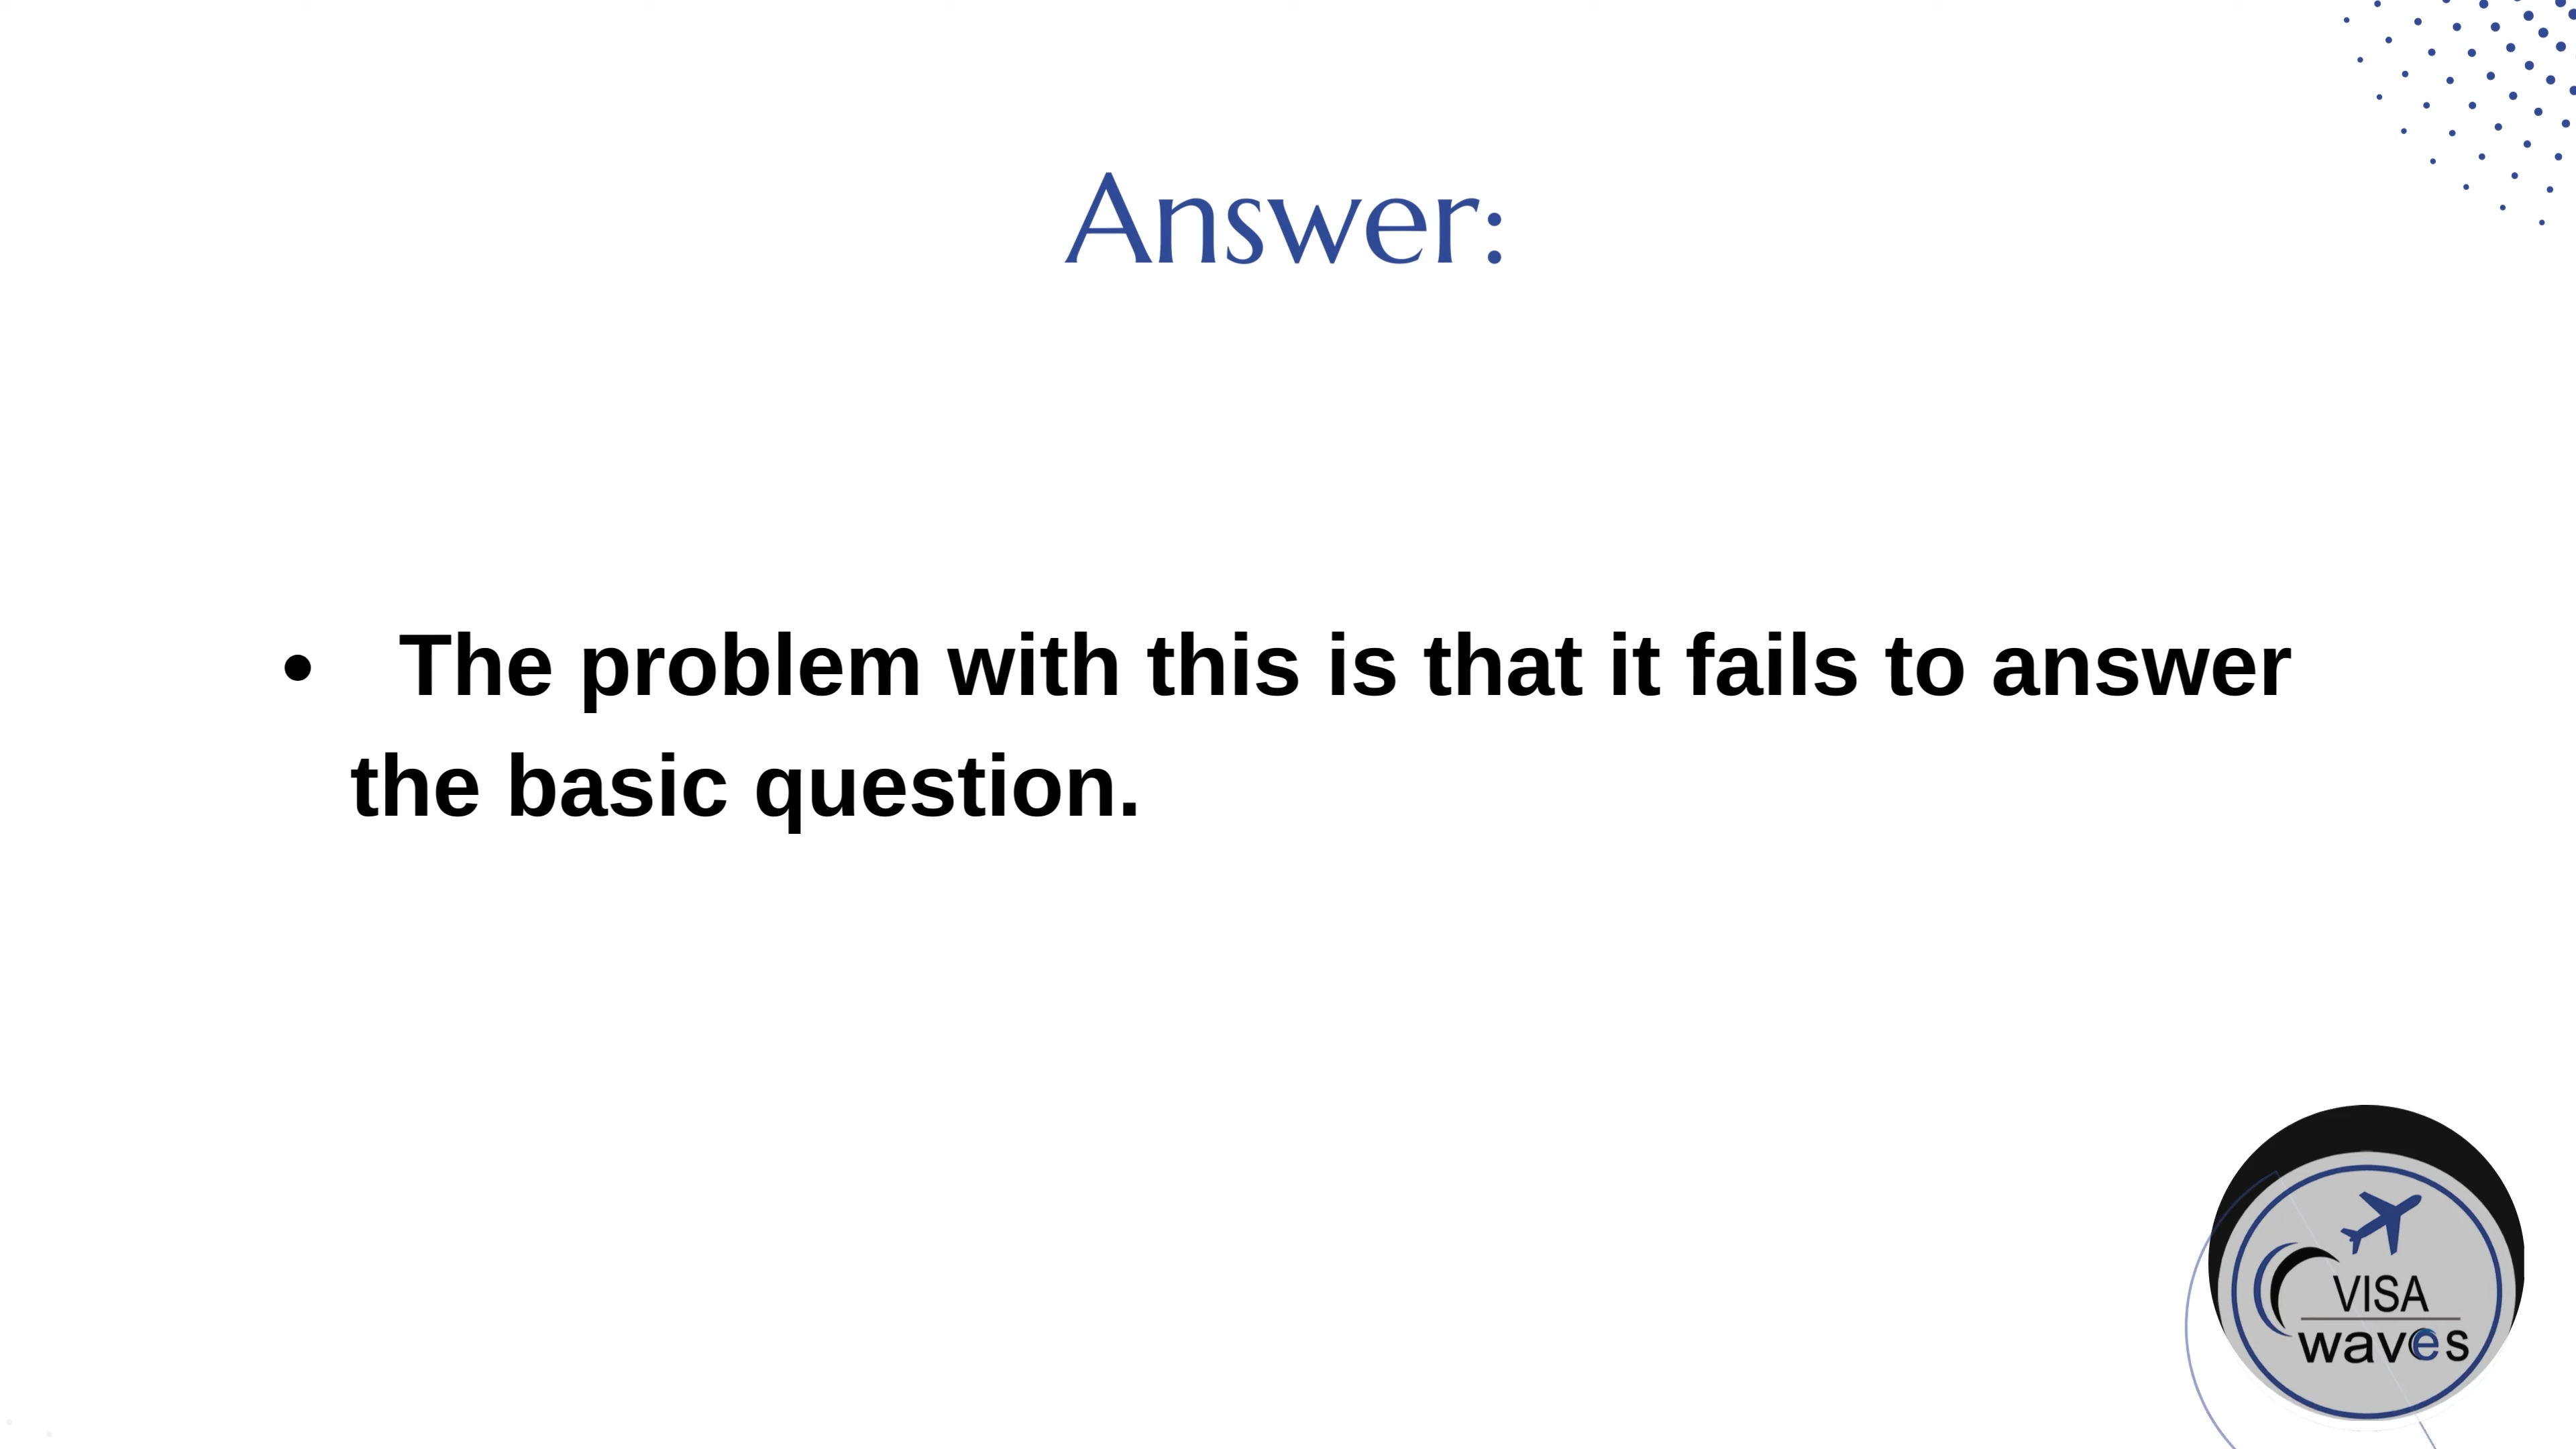 Answer:
• The problem with this is that it fails to answer
the basic question.
VISA
waves